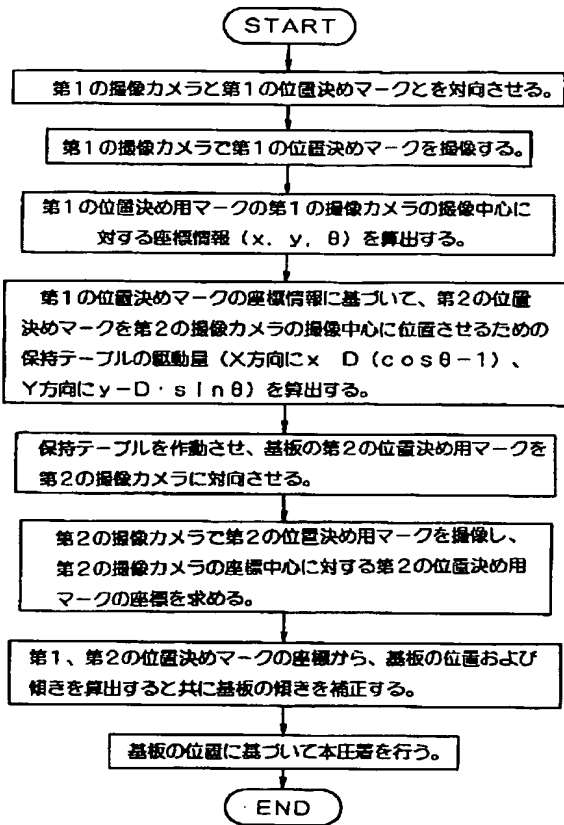 START
第1の撮像カメラと第1の位置決めマークとを対向させる。
第1の撮像カメラで第1の位置決めマークを撮像する。
第1の位置決め用マークの第1の撮像カメラの撮像中心に
対する座標情報（x，y，θ）を算出する。
第1の位置決めマークの座標情報に基づいて、第2の位置
決めマークを第2の撮像カメラの撮像中心に位置させるための
保持テーブルの駆動量（X方向にx D（cosθ−1）、
Y方向にy−D・sinθ）を算出する。
保持テーブルを作動させ、基板の第2の位置決め用マークを
第2の撮像カメラに対向させる。
第2の撮像カメラで第2の位置決め用マークを撮像し、
第2の撮像カメラの座標中心に対する第2の位置決め用
マークの座標を求める。
第1、第2の位置決めマークの座標から、基板の位置および
傾きを算出すると共に基板の傾きを補正する。
基板の位置に基づいて本圧着を行う。
END